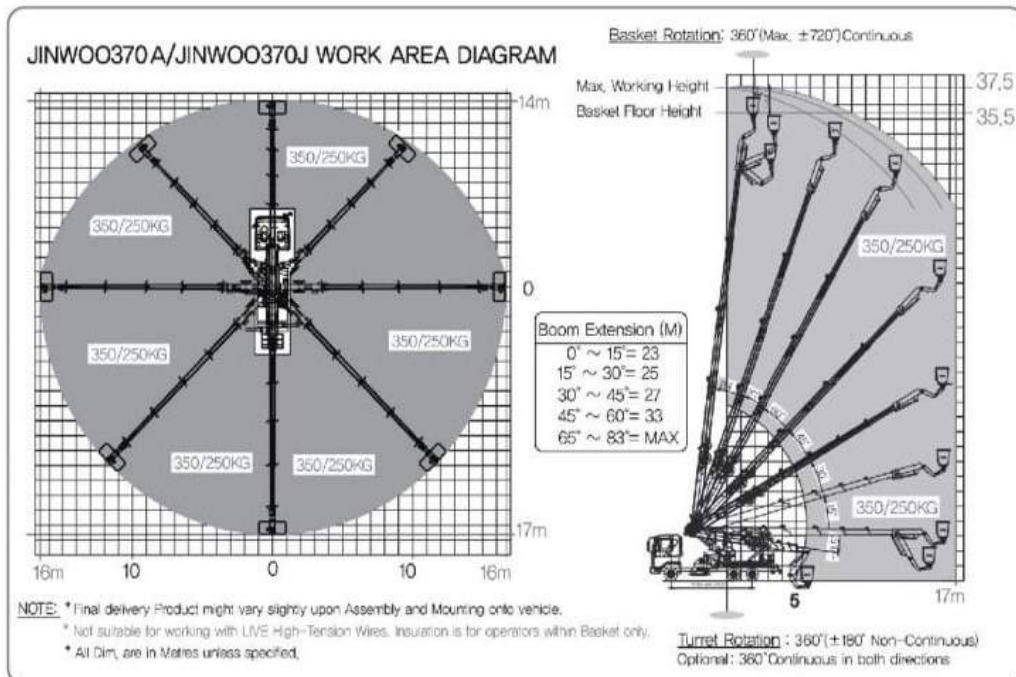 JINWOO370A/JINWOO370J WORK AREA DIAGRAM
14m
350/250KG
350/250KG
0
350/250KG
350/250KG
350/250KG
350/250KG
17m
16m 10 0 10 16m
Basket Rotation: 360°(Max, ±720°)Continuous
Max, Working Height
Basket Floor Height
37,5
35,5
350/250KG
Boom Extension (M)
0° ~ 15°= 23
15° ~ 30°= 25
30° ~ 45°= 27
45° ~ 60°= 33
65° ~ 83°= MAX
45°
30°
15°
350/250KG
5
17m
NOTE: * Final delivery Product might vary slightly upon Assembly and Mounting onto vehicle.
* Not suitable for working with LIVE High-Tension Wires. Insulation is for operators within Basket only.
* All Dim, are in Metres unless specified,
Turret Rotation : 360°(±180° Non-Continuous)
Optional: 360°Continuous in both directions